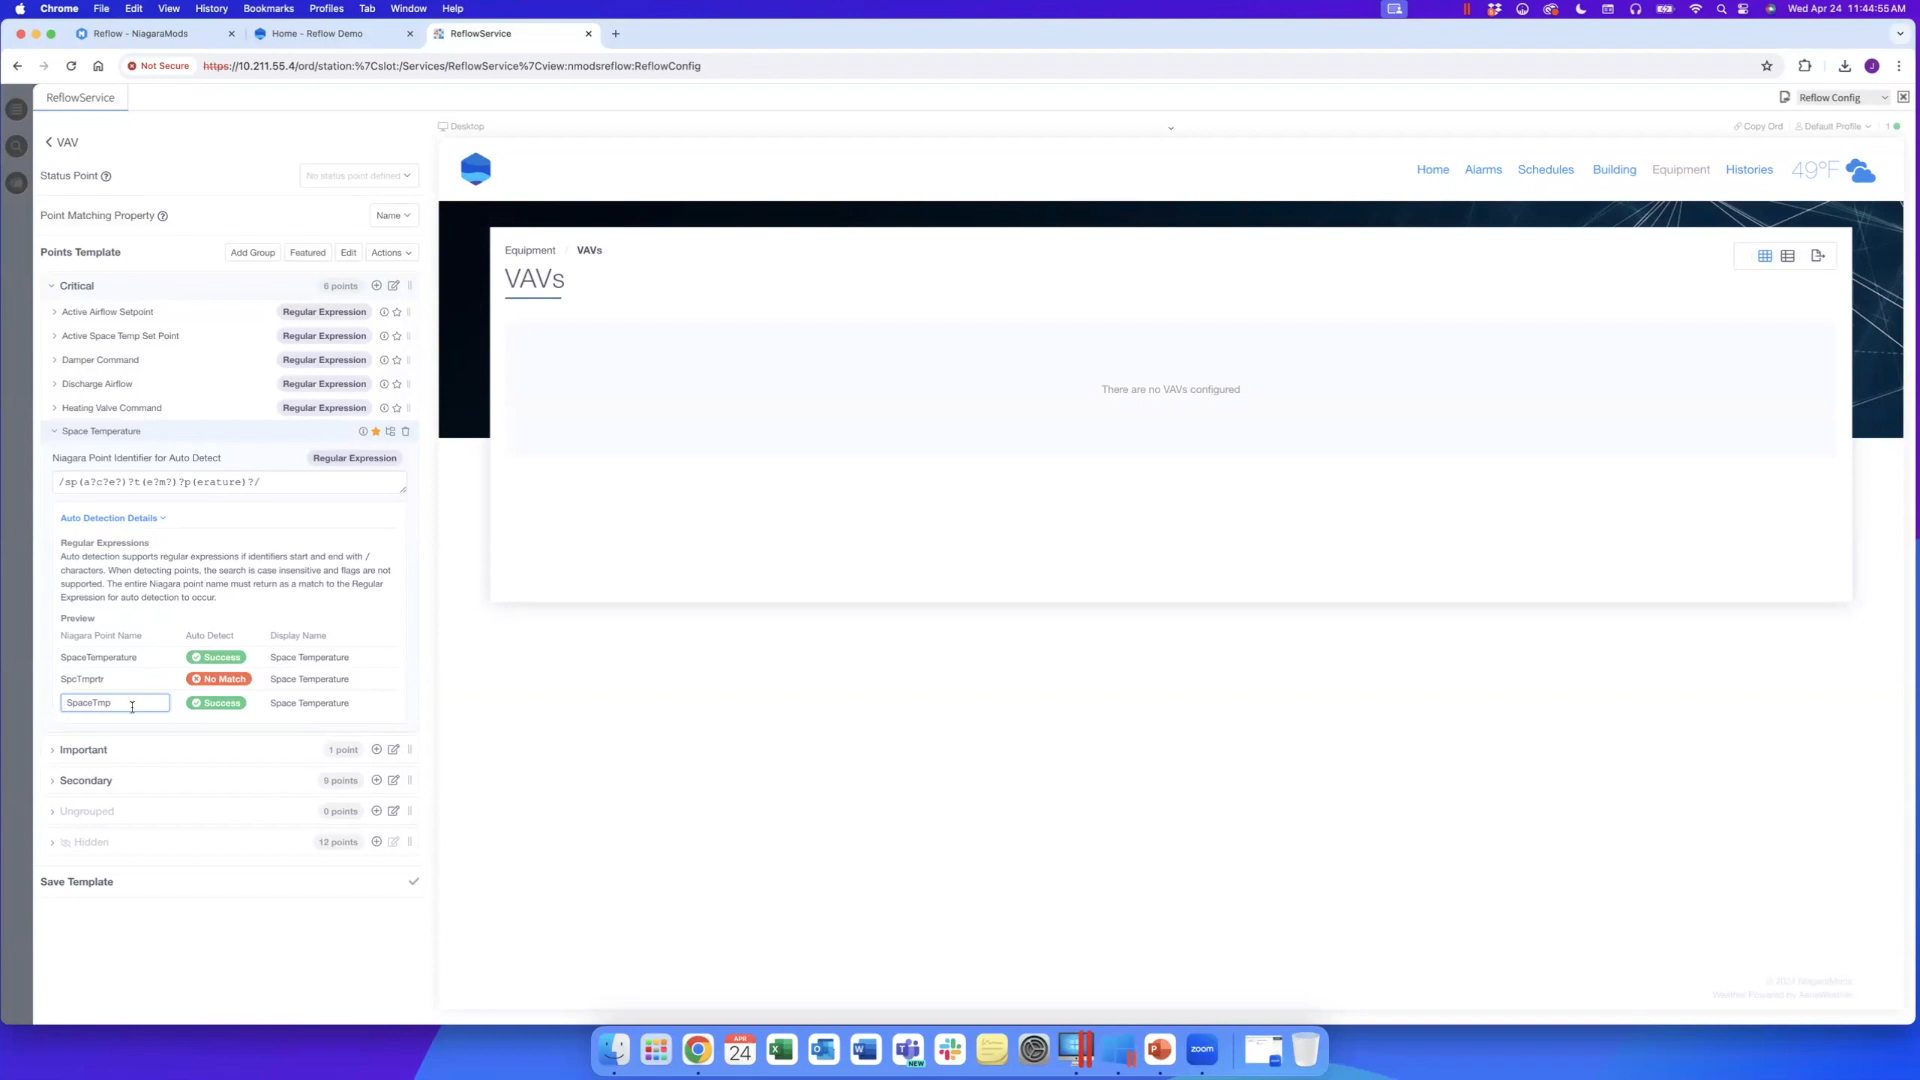 Chrome File Edit View History Bookmarks Profiles Tab Window Help Wed Apr 24 11:44:55 AM
Reflow - NiagaraMods Home - Reflow Demo ReflowService
Not Secure https://10.211.55.4/ord/station:%7Cslot:/Services/ReflowService%7Cview:nmodsreflow:ReflowConfig
ReflowService Reflow Config
Desktop Copy Ord Default Profile 1
VAV
Status Point No status point defined
Point Matching Property Name
Points Template Add Group Featured Edit Actions
Critical 6 points
Active Airflow Setpoint Regular Expression
Active Space Temp Set Point Regular Expression
Damper Command Regular Expression
Discharge Airflow Regular Expression
Heating Valve Command Regular Expression
Space Temperature
Niagara Point Identifier for Auto Detect Regular Expression
/sp(a?c?e?)?t(e?m?)?p(erature)?/
Auto Detection Details
Regular Expressions
Auto detection supports regular expressions if identifiers start and end with /
characters. When detecting points, the search is case insensitive and flags are not
supported. The entire Niagara point name must return as a match to the Regular
Expression for auto detection to occur.
Preview
Niagara Point Name Auto Detect Display Name
SpaceTemperature Success Space Temperature
SpcTmprtr No Match Space Temperature
SpaceTmp Success Space Temperature
Important 1 point
Secondary 9 points
Ungrouped 0 points
Hidden 12 points
Save Template
Home Alarms Schedules Building Equipment Histories 49°F
Equipment / VAVs
VAVs
There are no VAVs configured
© 2024 NiagaraMods
Weather Powered by AerisWeather
APR
24
NEW
zoom